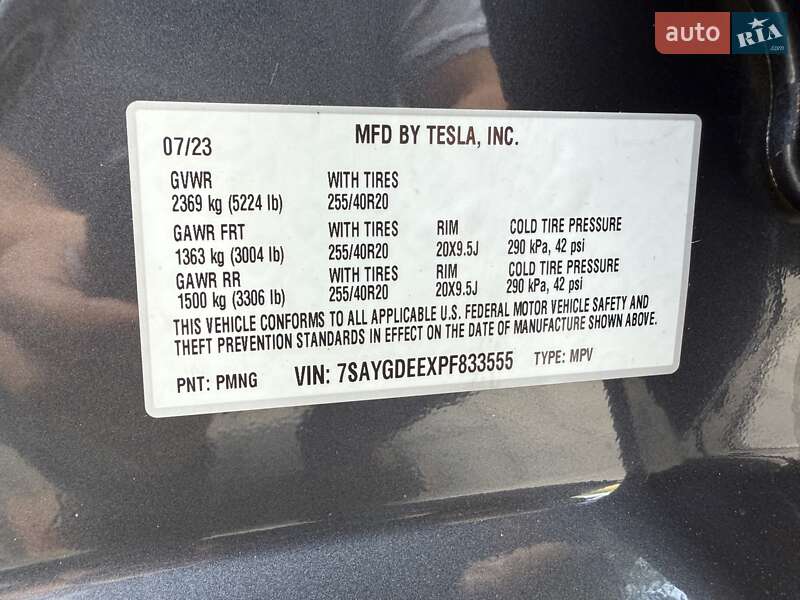 auto RIA.com
07/23 MFD BY TESLA, INC.
GVWR WITH TIRES
2369 kg (5224 lb) 255/40R20
GAWR FRT WITH TIRES RIM COLD TIRE PRESSURE
1363 kg (3004 lb) 255/40R20 20X9.5J 290 kPa, 42 psi
GAWR RR WITH TIRES RIM COLD TIRE PRESSURE
1500 kg (3306 lb) 255/40R20 20X9.5J 290 kPa, 42 psi
THIS VEHICLE CONFORMS TO ALL APPLICABLE U.S. FEDERAL MOTOR VEHICLE SAFETY AND
THEFT PREVENTION STANDARDS IN EFFECT ON THE DATE OF MANUFACTURE SHOWN ABOVE.
PNT: PMNG VIN: 7SAYGDEEXPF833555 TYPE: MPV